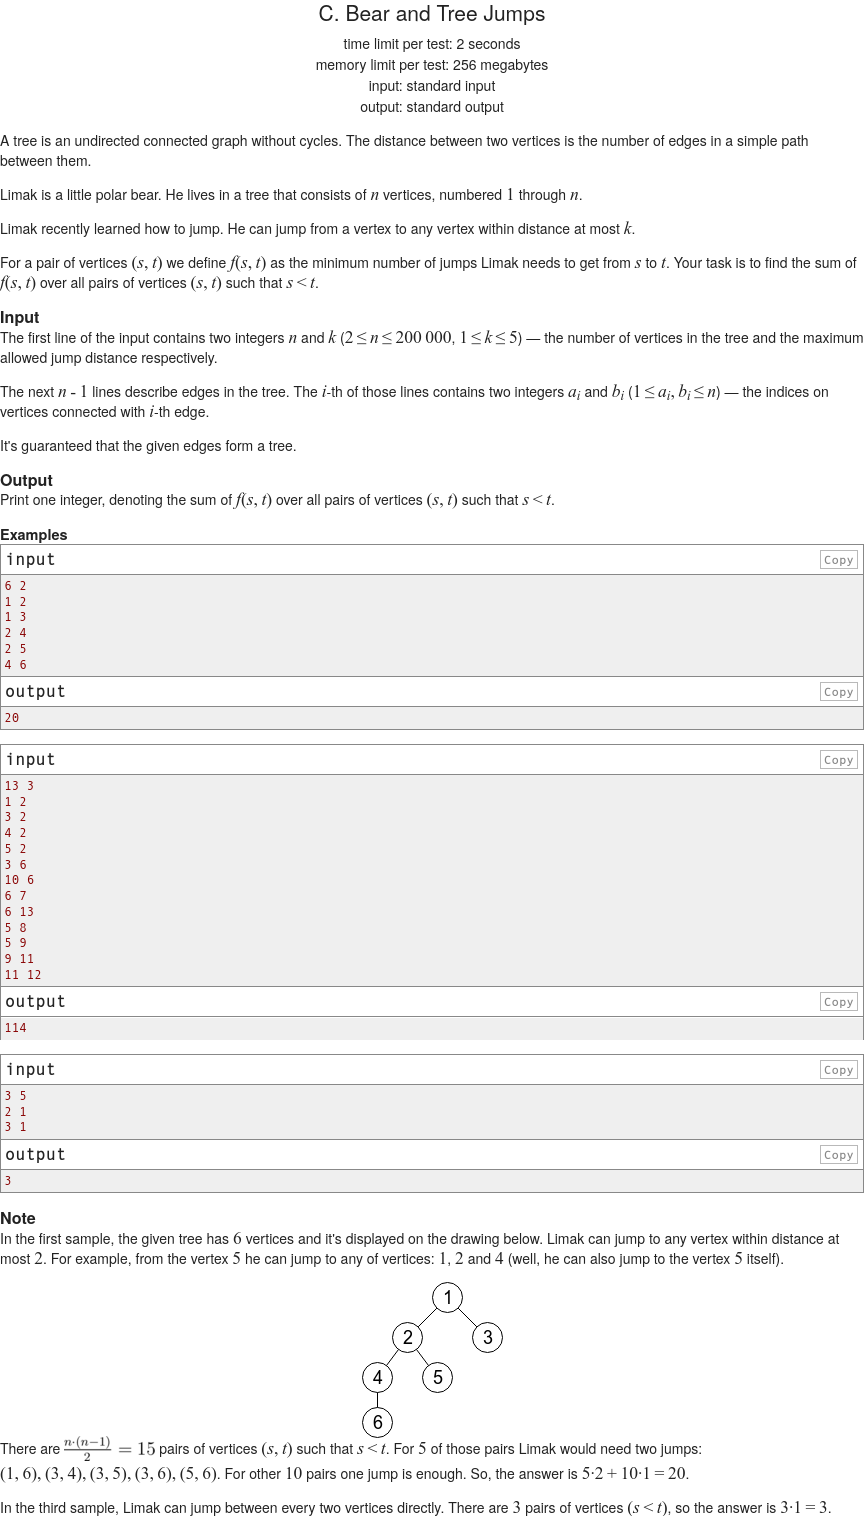 C. Bear and Tree Jumps
time limit per test: 2 seconds
memory limit per test: 256 megabytes
input: standard input
output: standard output
A tree is an undirected connected graph without cycles. The distance between two vertices is the number of edges in a simple path
between them.
Limak is a little polar bear. He lives in a tree that consists of n vertices, numbered 1 through n.
Limak recently learned how to jump. He can jump from a vertex to any vertex within distance at most k.
For a pair of vertices (s, t) we define f(s, t) as the minimum number of jumps Limak needs to get from s to t. Your task is to find the sum of
f(s, t) over all pairs of vertices (s, t) such that s < t.
Input
The first line of the input contains two integers n and k (2 ≤ n ≤ 200 000, 1 ≤ k ≤ 5) — the number of vertices in the tree and the maximum
allowed jump distance respectively.
The next n - 1 lines describe edges in the tree. The i-th of those lines contains two integers a_i and b_i (1 ≤ a_i, b_i ≤ n) — the indices on
vertices connected with i-th edge.
It's guaranteed that the given edges form a tree.
Output
Print one integer, denoting the sum of f(s, t) over all pairs of vertices (s, t) such that s < t.
Examples
input Copy
6 2
1 2
1 3
2 4
2 5
4 6
output Copy
20
input Copy
13 3
1 2
3 2
4 2
5 2
3 6
10 6
6 7
6 13
5 8
5 9
9 11
11 12
output Copy
114
input Copy
3 5
2 1
3 1
output Copy
3
Note
In the first sample, the given tree has 6 vertices and it's displayed on the drawing below. Limak can jump to any vertex within distance at
most 2. For example, from the vertex 5 he can jump to any of vertices: 1, 2 and 4 (well, he can also jump to the vertex 5 itself).
1
2 3
4 5
6
There are n·(n−1)/2 = 15 pairs of vertices (s, t) such that s < t. For 5 of those pairs Limak would need two jumps:
(1, 6), (3, 4), (3, 5), (3, 6), (5, 6). For other 10 pairs one jump is enough. So, the answer is 5·2 + 10·1 = 20.
In the third sample, Limak can jump between every two vertices directly. There are 3 pairs of vertices (s < t), so the answer is 3·1 = 3.